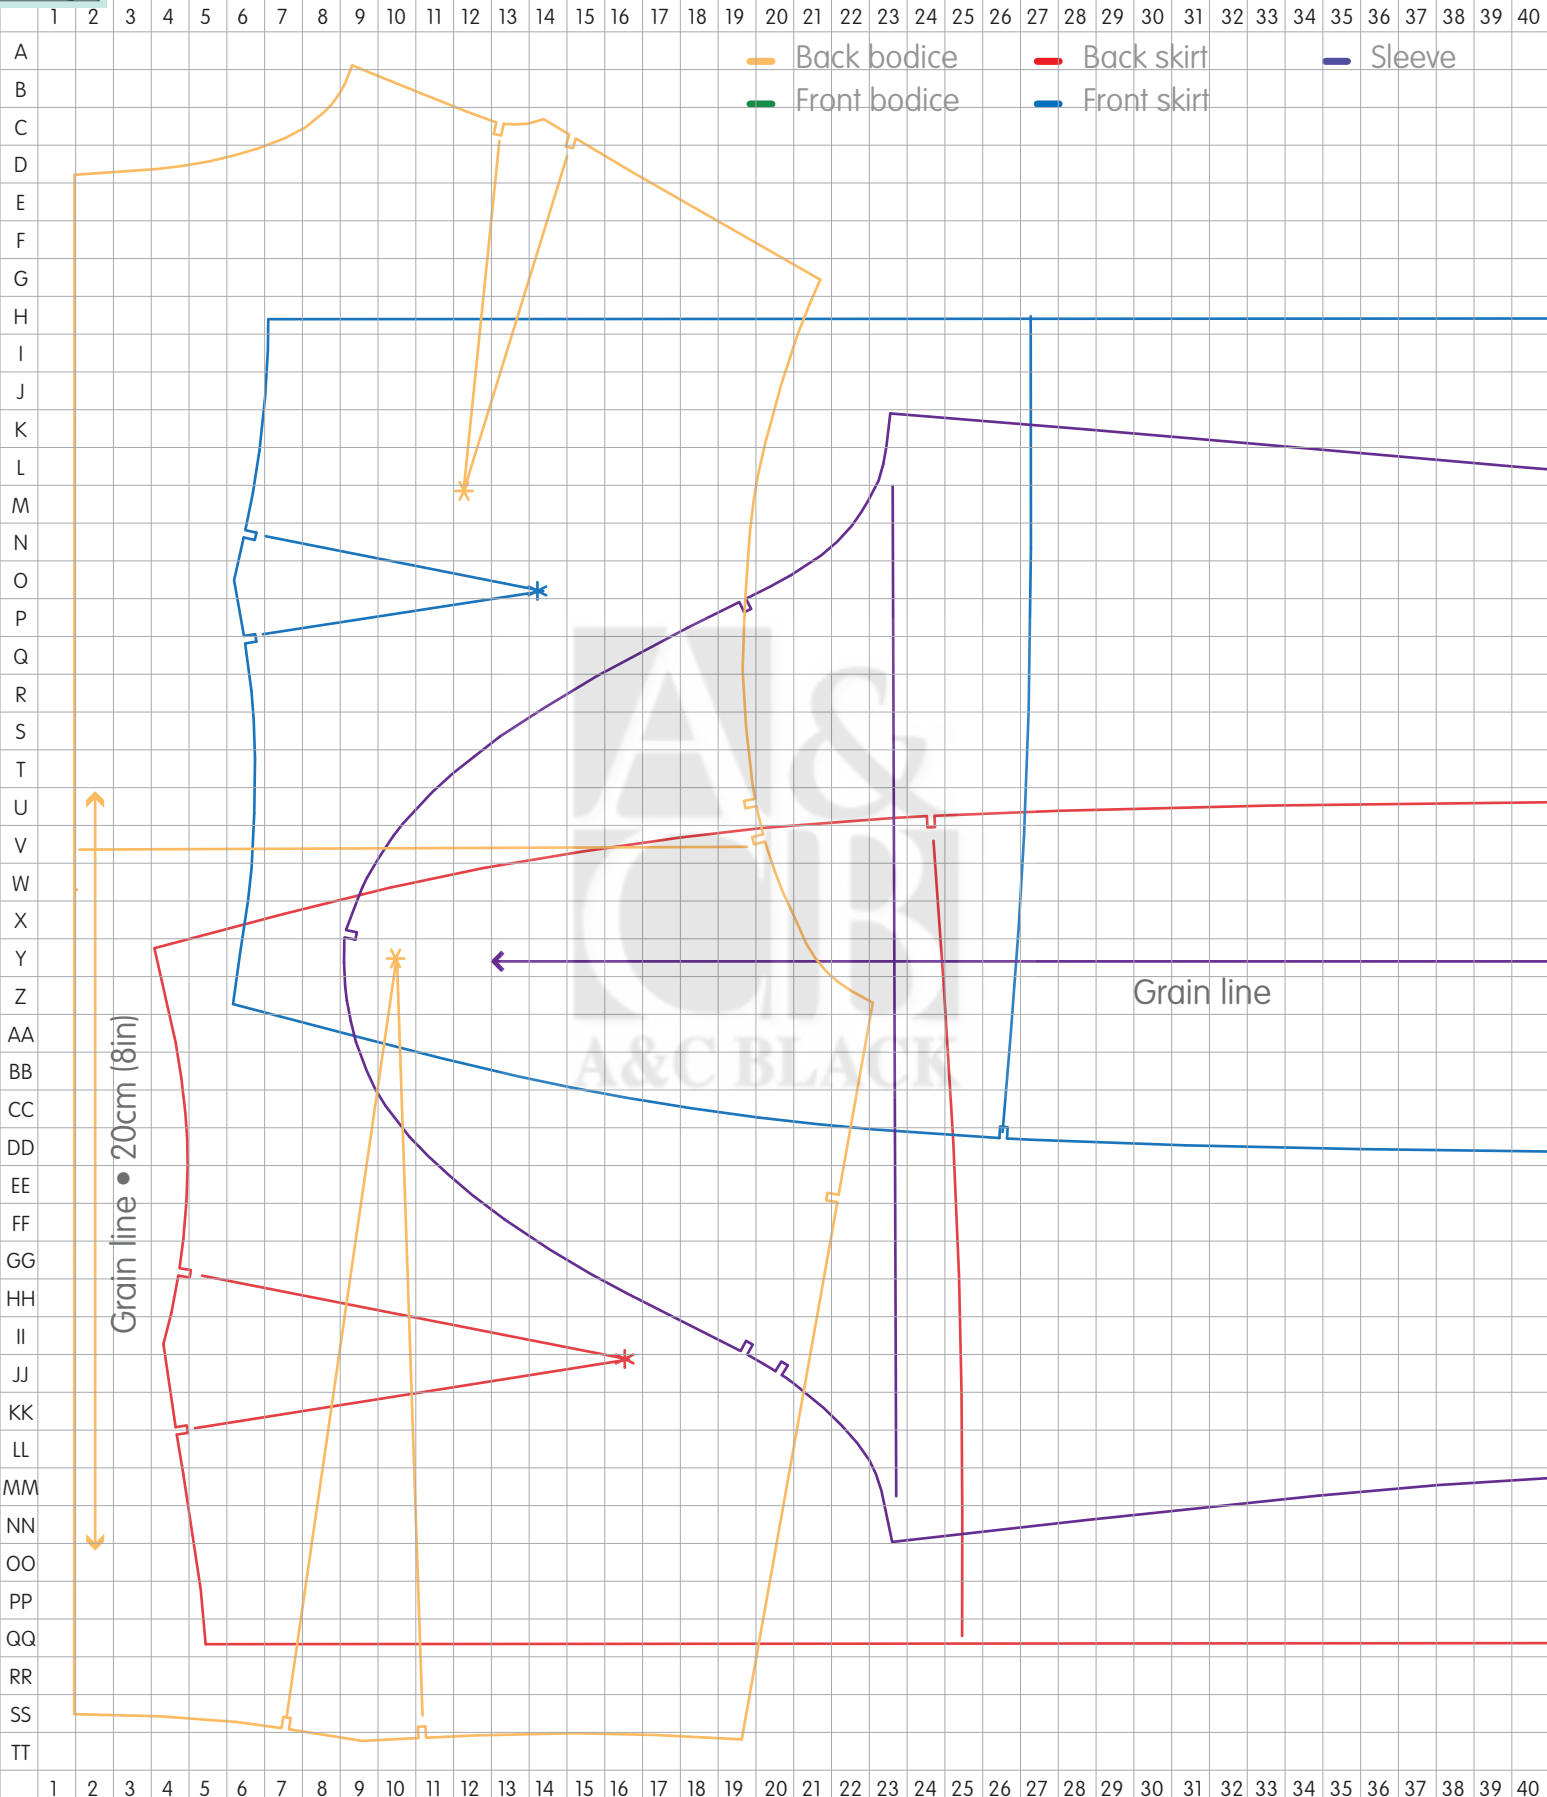 1 2 3 4 5 6 7 8 9 10 11 12 13 14 15 16 17 18 19 20 21 22 23 24 25 26 27 28 29 30 31 32 33 34 35 36 37 38 39 40
A
Back bodice Back skirt Sleeve
B
Front bodice Front skirt
C
D
E
F
G
H
I
J
K
L
M
N
O
P
Q
R
S
T
U
V
W
X
Y
Grain line
Z
AA
A&CB
A&C BLACK
BB
CC
DD
Grain line • 20cm (8in)
EE
FF
GG
HH
II
JJ
KK
LL
MM
NN
OO
PP
QQ
RR
SS
TT
1 2 3 4 5 6 7 8 9 10 11 12 13 14 15 16 17 18 19 20 21 22 23 24 25 26 27 28 29 30 31 32 33 34 35 36 37 38 39 40